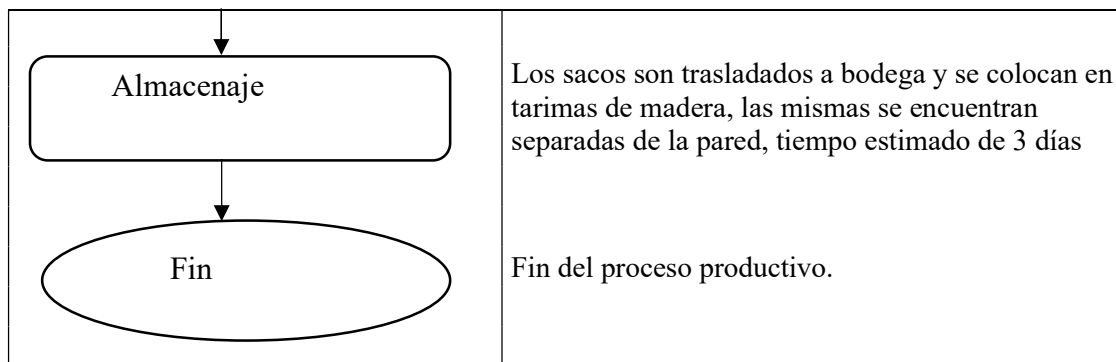 Almacenaje
Los sacos son trasladados a bodega y se colocan en
tarimas de madera, las mismas se encuentran
separadas de la pared, tiempo estimado de 3 días
Fin
Fin del proceso productivo.